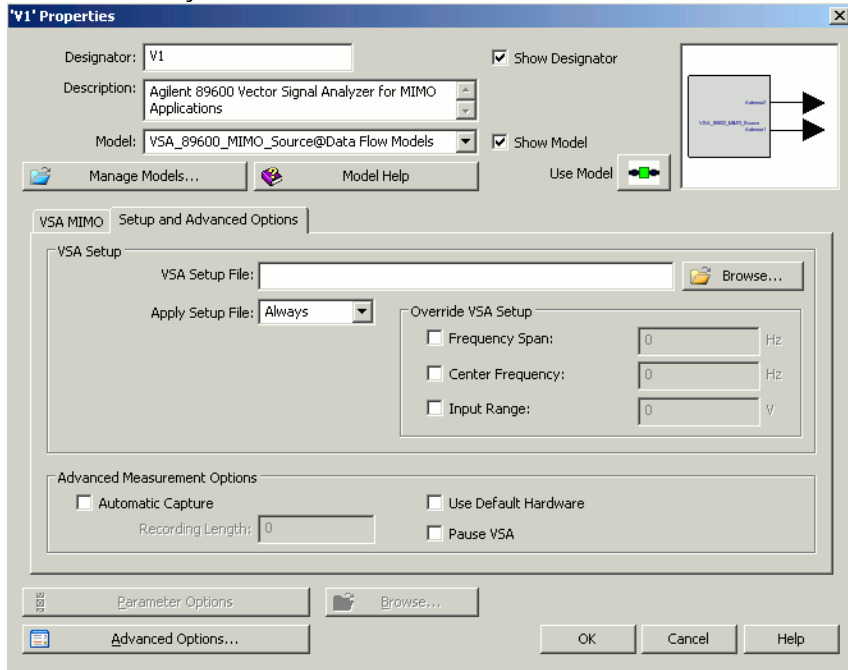 'V1' Properties
Designator: V1
Show Designator
Description: Agilent 89600 Vector Signal Analyzer for MIMO
Applications
Model: VSA_89600_MIMO_Source@Data Flow Models
Show Model
Manage Models...
Model Help
Use Model
Antenna0
VSA_89600_MIMO_Source
Antenna1
VSA MIMO
Setup and Advanced Options
VSA Setup
VSA Setup File:
Browse...
Apply Setup File: Always
Override VSA Setup
Frequency Span: 0 Hz
Center Frequency: 0 Hz
Input Range: 0 V
Advanced Measurement Options
Automatic Capture
Use Default Hardware
Recording Length: 0
Pause VSA
Parameter Options
Browse...
Advanced Options...
OK
Cancel
Help